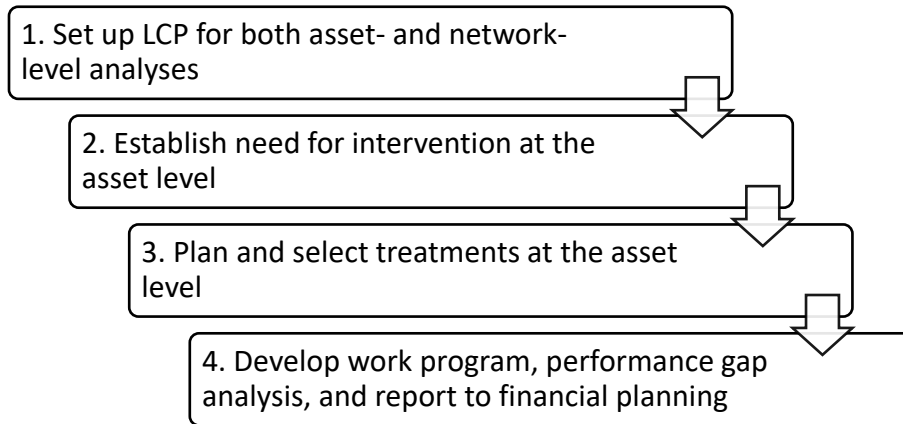 1. Set up LCP for both asset- and network-
level analyses
2. Establish need for intervention at the
asset level
3. Plan and select treatments at the asset
level
4. Develop work program, performance gap
analysis, and report to financial planning